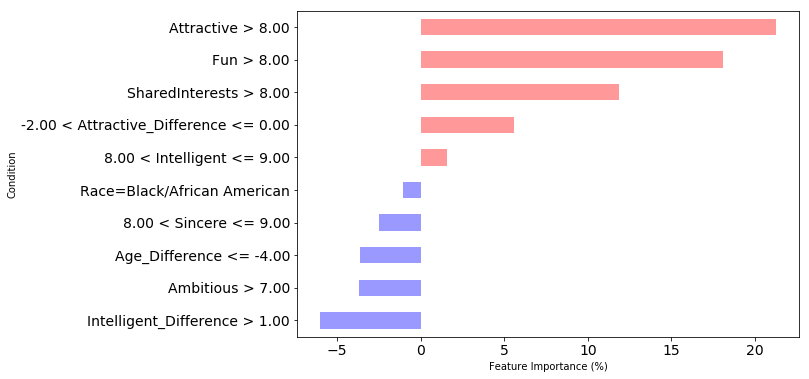 Attractive > 8.00
Fun > 8.00
SharedInterests > 8.00
-2.00 < Attractive_Difference <= 0.00
8.00 < Intelligent <= 9.00
Race=Black/African American
8.00 < Sincere <= 9.00
Age_Difference <= -4.00
Ambitious > 7.00
Intelligent_Difference > 1.00
Condition
−5 0 5 10 15 20
Feature Importance (%)